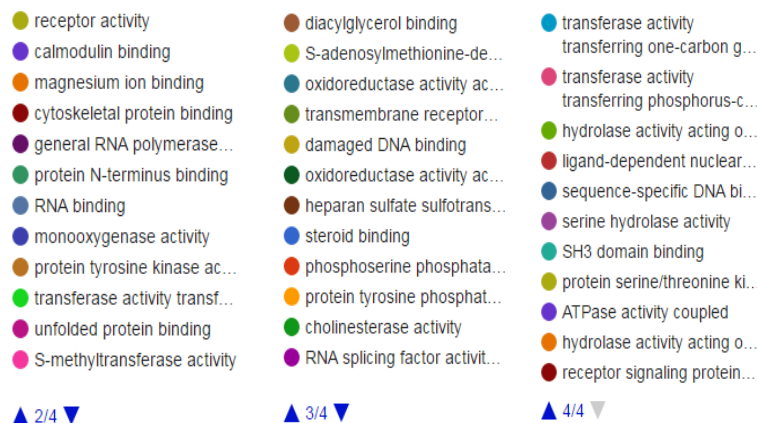 receptor activity
calmodulin binding
magnesium ion binding
cytoskeletal protein binding
general RNA polymerase...
protein N-terminus binding
RNA binding
monooxygenase activity
protein tyrosine kinase ac...
transferase activity transf...
unfolded protein binding
S-methyltransferase activity
2/4
diacylglycerol binding
S-adenosylmethionine-de...
oxidoreductase activity ac...
transmembrane receptor...
damaged DNA binding
oxidoreductase activity ac...
heparan sulfate sulfotrans...
steroid binding
phosphoserine phosphata...
protein tyrosine phosphat...
cholinesterase activity
RNA splicing factor activit...
3/4
transferase activity
transferring one-carbon g...
transferase activity
transferring phosphorus-c...
hydrolase activity acting o...
ligand-dependent nuclear...
sequence-specific DNA bi...
serine hydrolase activity
SH3 domain binding
protein serine/threonine ki...
ATPase activity coupled
hydrolase activity acting o...
receptor signaling protein...
4/4